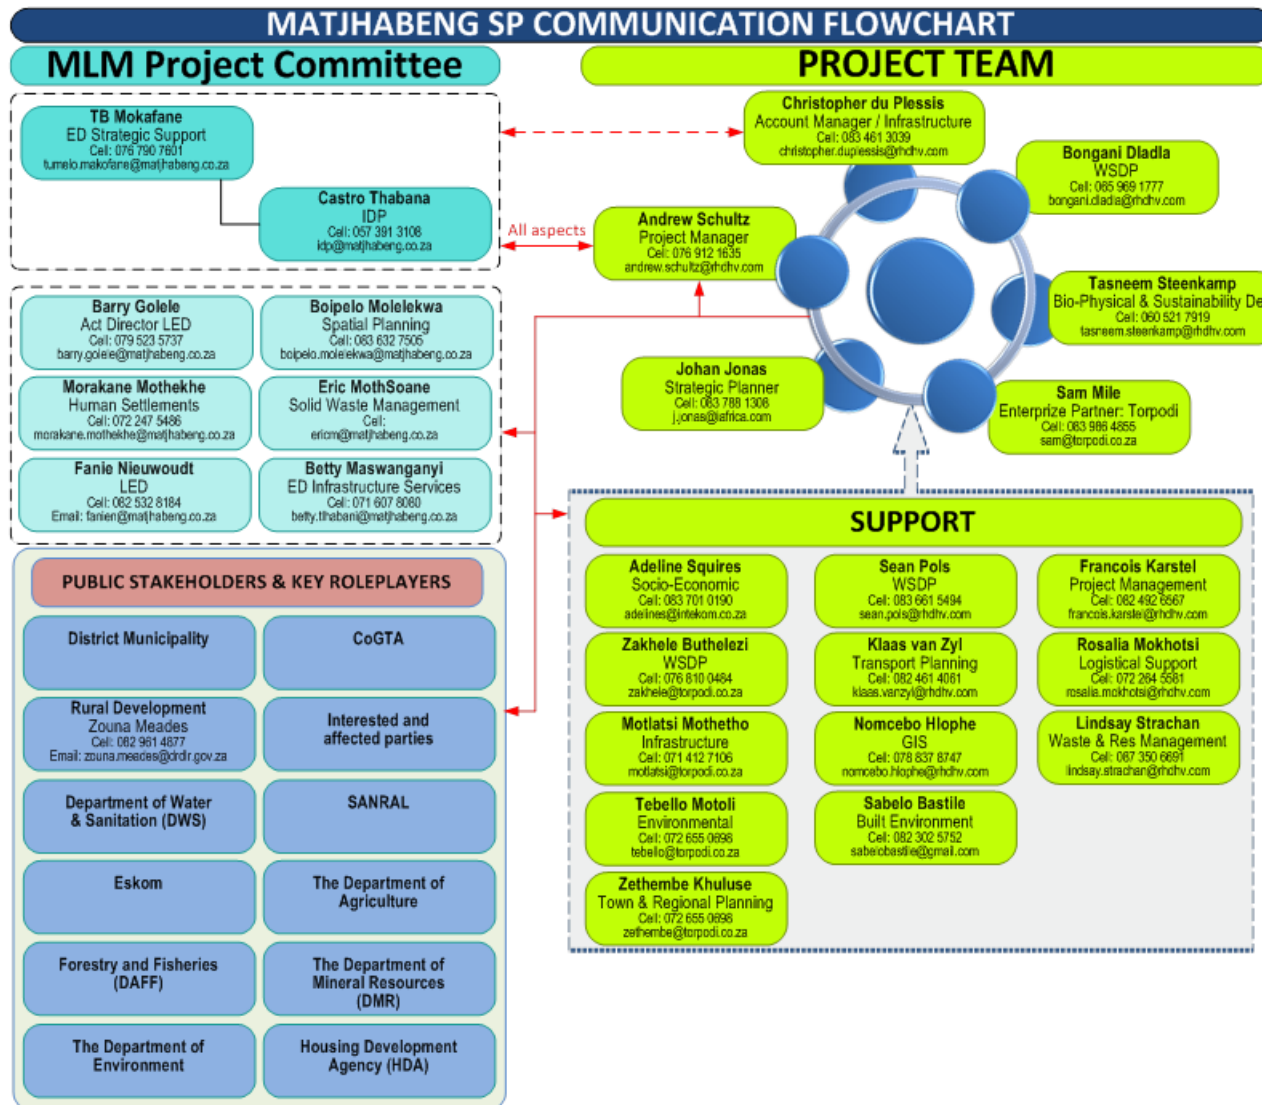 MATJHABENG SP COMMUNICATION FLOWCHART
MLM Project Committee
TB Mokafane
ED Strategic Support
Cell: 076 790 7601
tumelo.makofane@matjhabeng.co.za
Castro Thabana
IDP
Cell: 057 391 3108
idp@matjhabeng.co.za
All aspects
Barry Golele
Act Director LED
Cell: 079 523 5737
barry.golele@matjhabeng.co.za
Boipelo Molelekwa
Spatial Planning
Cell: 083 632 7505
boipelo.molelekwa@matjhabeng.co.za
Morakane Mothekhe
Human Settlements
Cell: 072 247 5486
morakane.mothekhe@matjhabeng.co.za
Eric MothSoane
Solid Waste Management
Cell:
ericm@matjhabeng.co.za
Fanie Nieuwoudt
LED
Cell: 082 532 8184
Email: fanien@matjhabeng.co.za
Betty Maswanganyi
ED Infrastructure Services
Cell: 071 607 8080
betty.tlhabani@matjhabeng.co.za
PUBLIC STAKEHOLDERS & KEY ROLEPLAYERS
District Municipality
CoGTA
Rural Development
Zouna Meades
Cell: 082 961 4877
Email: zouna.meades@drdlr.gov.za
Interested and
affected parties
Department of Water
& Sanitation (DWS)
SANRAL
Eskom
The Department of
Agriculture
Forestry and Fisheries
(DAFF)
The Department of
Mineral Resources
(DMR)
The Department of
Environment
Housing Development
Agency (HDA)
PROJECT TEAM
Christopher du Plessis
Account Manager / Infrastructure
Cell: 083 461 3039
christopher.duplessis@rhdhv.com
Bongani Dladla
WSDP
Cell: 065 969 1777
bongani.dladla@rhdhv.com
Andrew Schultz
Project Manager
Cell: 076 912 1635
andrew.schultz@rhdhv.com
Tasneem Steenkamp
Bio-Physical & Sustainability De
Cell: 060 521 7919
tasneem.steenkamp@rhdhv.com
Johan Jonas
Strategic Planner
Cell: 083 788 1308
j.jonas@iafrica.com
Sam Mile
Enterprize Partner: Torpodi
Cell: 083 986 4855
sam@torpodi.co.za
SUPPORT
Adeline Squires
Socio-Economic
Cell: 083 701 0190
adelines@intekom.co.za
Sean Pols
WSDP
Cell: 083 661 5494
sean.pols@rhdhv.com
Francois Karstel
Project Management
Cell: 082 492 6567
francois.karstel@rhdhv.com
Zakhele Buthelezi
WSDP
Cell: 076 810 0484
zakhele@torpodi.co.za
Klaas van Zyl
Transport Planning
Cell: 082 461 4061
klaas.vanzyl@rhdhv.com
Rosalia Mokhotsi
Logistical Support
Cell: 072 264 5581
rosalia.mokhotsi@rhdhv.com
Motlatsi Mothetho
Infrastructure
Cell: 071 412 7106
motlatsi@torpodi.co.za
Nomcebo Hlophe
GIS
Cell: 078 837 8747
nomcebo.hlophe@rhdhv.com
Lindsay Strachan
Waste & Res Management
Cell: 067 350 6691
lindsay.strachan@rhdhv.com
Tebello Motoli
Environmental
Cell: 072 655 0698
tebello@torpodi.co.za
Sabelo Bastile
Built Environment
Cell: 082 302 5752
sabelobastile@gmail.com
Zethembe Khuluse
Town & Regional Planning
Cell: 072 655 0698
zethembe@torpodi.co.za